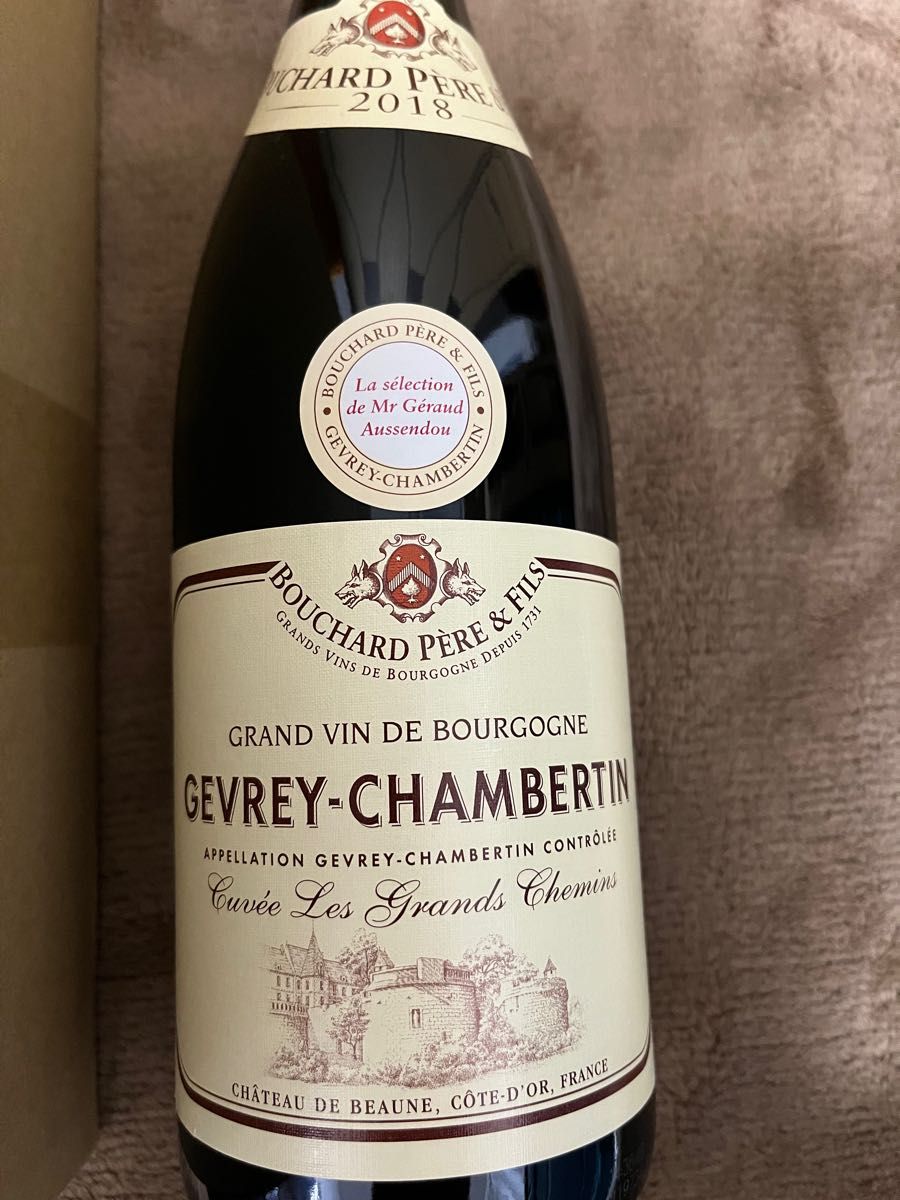 OUCHARD PÈRE &
2018
BOUCHARD PÈRE & FILS
La sélection
de Mr Géraud
Aussendou
GEVREY-CHAMBERTIN
BOUCHARD PÈRE & FILS
GRANDS VINS DE BOURGOGNE DEPUIS 1731
GRAND VIN DE BOURGOGNE
GEVREY-CHAMBERTIN
APPELLATION GEVREY-CHAMBERTIN CONTRÔLÉE
Cuvée Les Grands Chemins
CHÂTEAU DE BEAUNE, CÔTE-D'OR, FRANCE